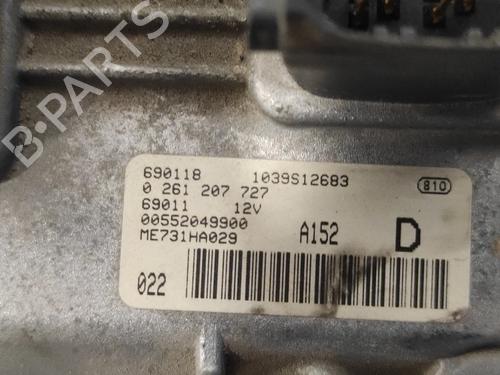 B-PARTS
690118 1039S12683 810
0 261 207 727
69011 12V
00552049900
ME731HA029 A152 D
022